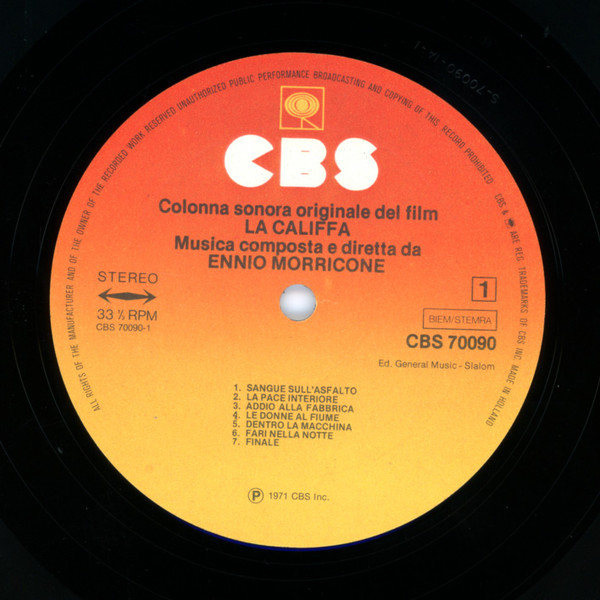 ALL RIGHTS OF THE MANUFACTURER AND OF THE OWNER OF THE RECORDED WORK RESERVED UNAUTHORIZED PUBLIC PERFORMANCE BROADCASTING AND COPYING OF THIS RECORD PROHIBITED
CBS & ARE REG. TRADEMARKS OF CBS INC. MADE IN HOLLAND
CBS
Colonna sonora originale del film
LA CALIFFA
Musica composta e diretta da
ENNIO MORRICONE
STEREO
33 ⅓ RPM
CBS 70090-1
1
BIEM/STEMRA
CBS 70090
Ed. General Music - Slalom
1. SANGUE SULL'ASFALTO
2. LA PACE INTERIORE
3. ADDIO ALLA FABBRICA
4. LE DONNE AL FIUME
5. DENTRO LA MACCHINA
6. FARI NELLA NOTTE
7. FINALE
Ⓟ 1971 CBS Inc.